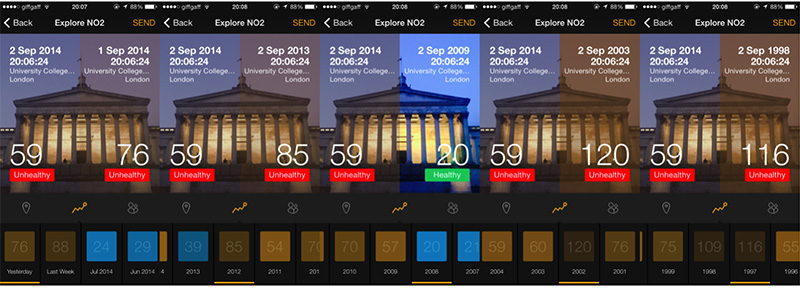 giffgaff 20:07 88%
Back Explore NO2 SEND
2 Sep 2014 1 Sep 2014
20:06:24 20:06:24
University College... University College...
London London
59 76
Unhealthy Unhealthy
76 88 24 29
Yesterday Last Week Jul 2014 Jun 2014 4
giffgaff 20:08 88%
Back Explore NO2 SEND
2 Sep 2014 2 Sep 2013
20:06:24 20:06:24
University College... University College...
London London
59 85
Unhealthy Unhealthy
39 85 54 70
2013 2012 2011 201
giffgaff 20:08 88%
Back Explore NO2 SEND
2 Sep 2014 2 Sep 2009
20:06:24 20:06:24
University College... University College...
London London
59 20
Unhealthy Healthy
70 57 20 21
2010 2009 2008 2007
giffgaff 20:08 88%
Back Explore NO2 SEND
2 Sep 2014 2 Sep 2003
20:06:24 20:06:24
University College... University College...
London London
59 120
Unhealthy Unhealthy
59 60 120 76
2004 2003 2002 2001
giffgaff 20:08 88%
Back Explore NO2 SEND
2 Sep 2014 2 Sep 1998
20:06:24 20:06:24
University College... University College...
London London
59 116
Unhealthy Unhealthy
75 109 116 55
1999 1998 1997 1996